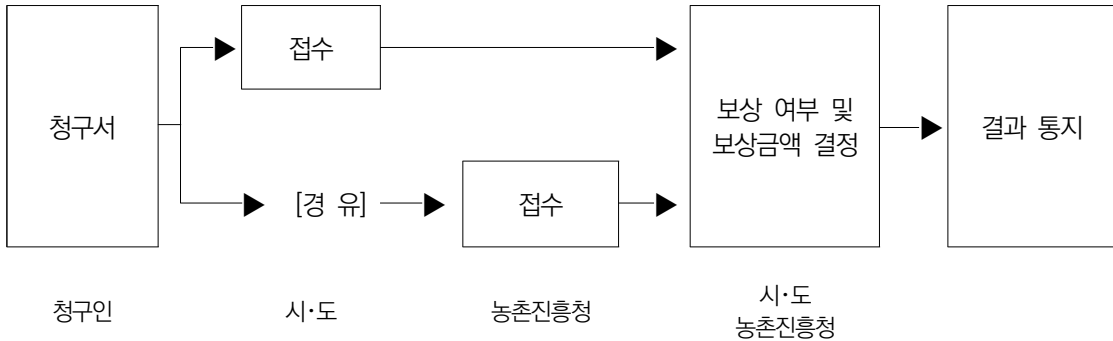 접수
청구서
보상 여부 및
보상금액 결정
결과 통지
[경 유]
접수
청구인
시·도
농촌진흥청
시·도
농촌진흥청